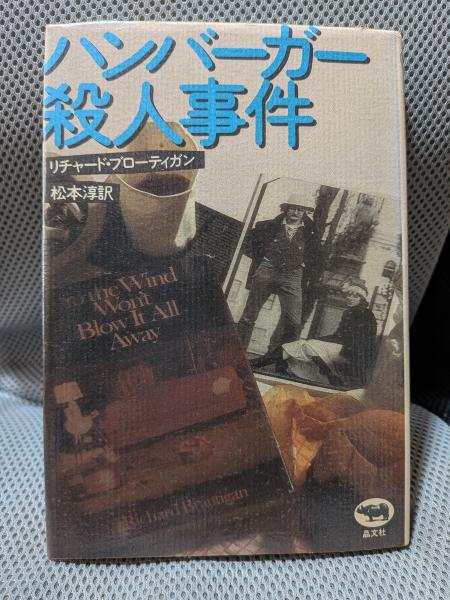 ハンバーガー
殺人事件
リチャード・ブローティガン
松本淳訳
So the Wind
Won't
Blow It All
Away
Richard Brautigan
晶文社